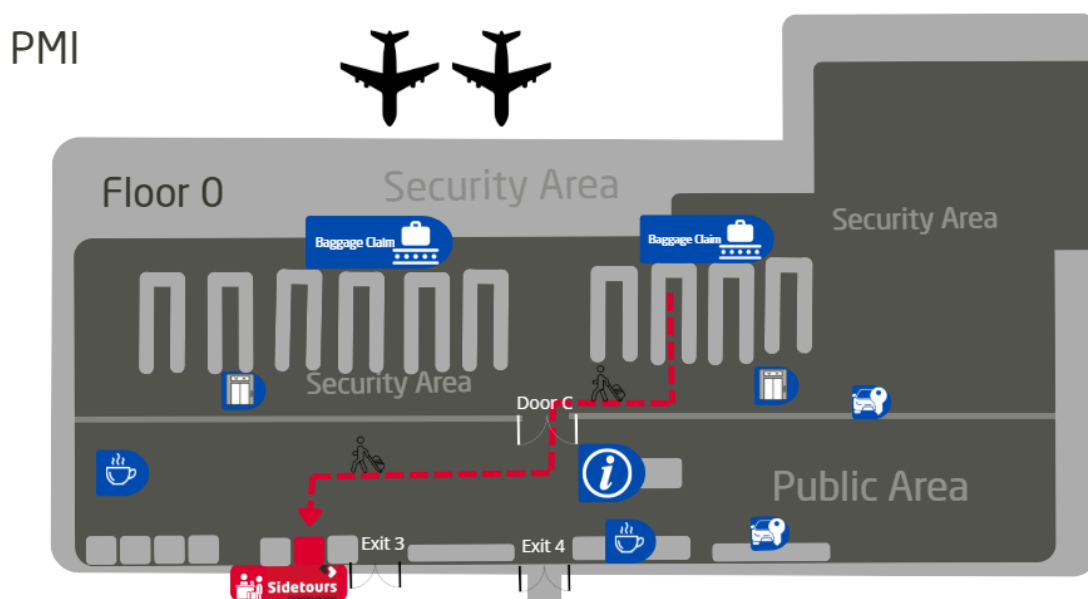 PMI
Floor 0
Security Area
Security Area
Baggage Claim
Baggage Claim
Security Area
Door C
i
Public Area
Exit 3
Exit 4
Sidetours